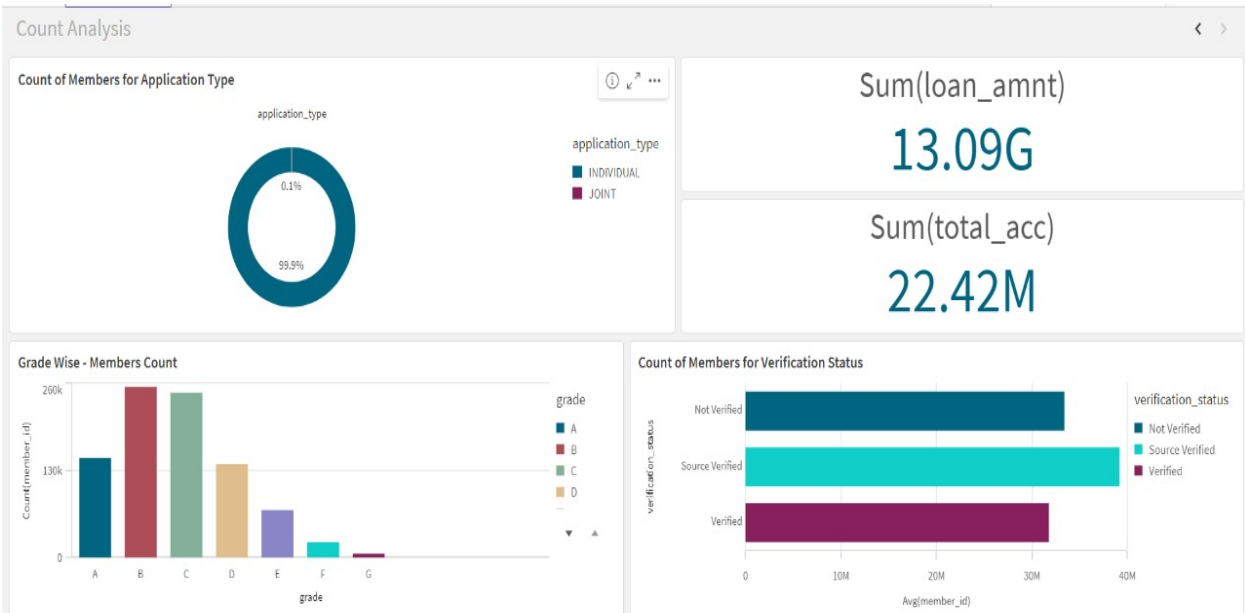 Count Analysis
Count of Members for Application Type
application_type
0.1%
99.9%
application_type
INDIVIDUAL
JOINT
Sum(loan_amnt)
13.09G
Sum(total_acc)
22.42M
Grade Wise - Members Count
Count(member_id)
260k
130k
0
A B C D E F G
grade
grade
A
B
C
D
Count of Members for Verification Status
verification_status
Not Verified
Source Verified
Verified
0 10M 20M 30M 40M
Avg(member_id)
verification_status
Not Verified
Source Verified
Verified